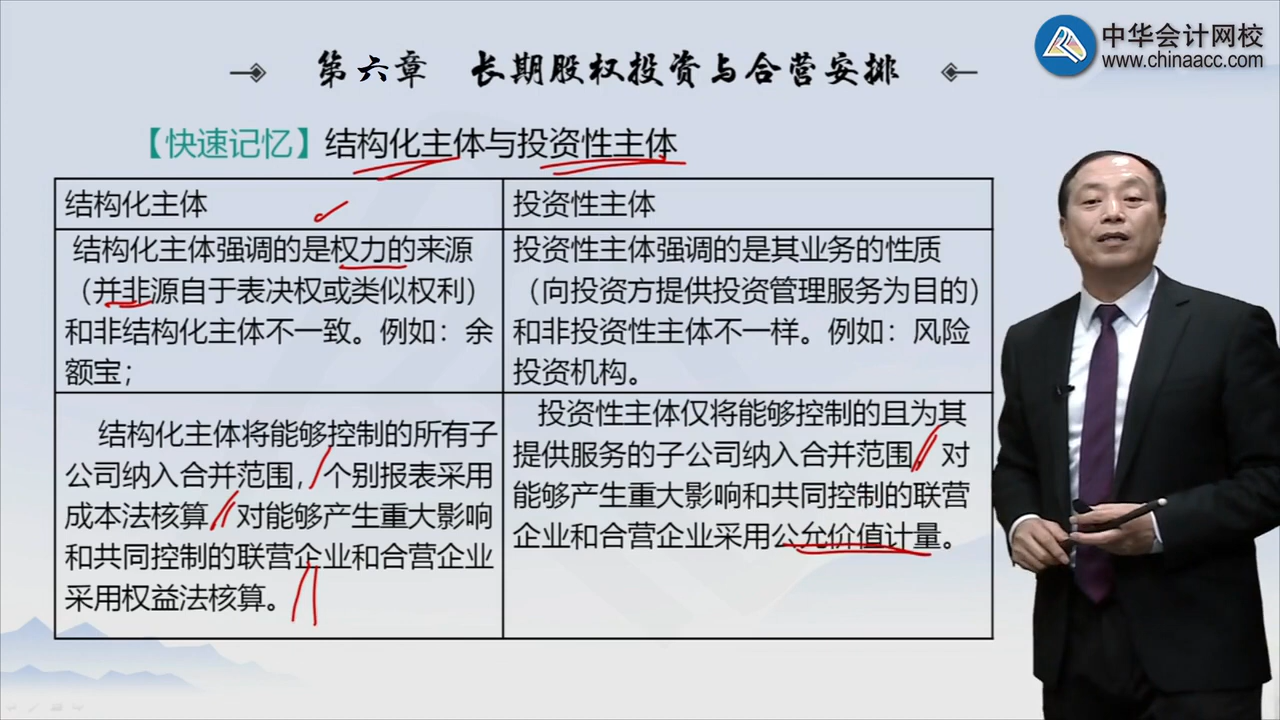 中华会计网校
www.chinaacc.com
第六章 长期股权投资与合营安排
【快速记忆】结构化主体与投资性主体
结构化主体
投资性主体
结构化主体强调的是权力的来源
（并非源自于表决权或类似权利）
和非结构化主体不一致。例如：余
额宝；
投资性主体强调的是其业务的性质
（向投资方提供投资管理服务为目的）
和非投资性主体不一样。例如：风险
投资机构。
结构化主体将能够控制的所有子
公司纳入合并范围，个别报表采用
成本法核算，对能够产生重大影响
和共同控制的联营企业和合营企业
采用权益法核算。
投资性主体仅将能够控制的且为其
提供服务的子公司纳入合并范围，对
能够产生重大影响和共同控制的联营
企业和合营企业采用公允价值计量。